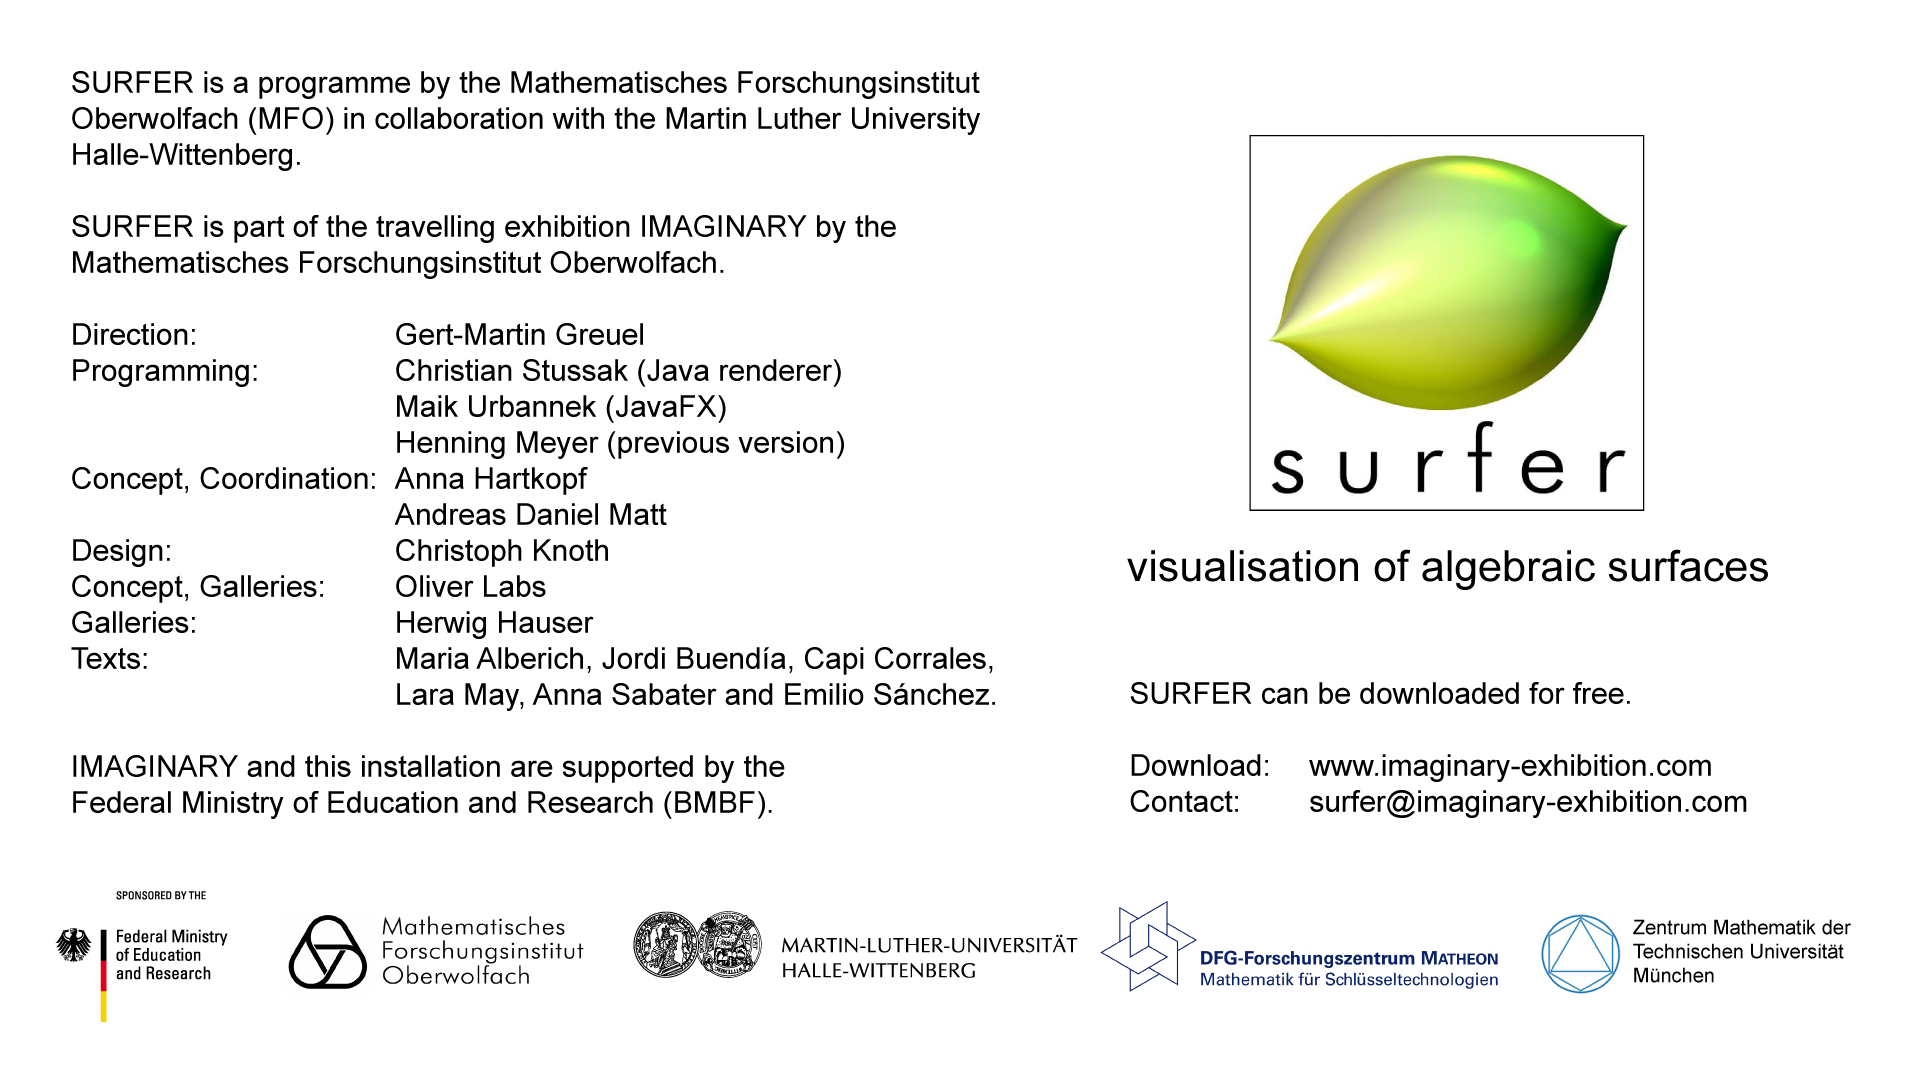 SURFER is a programme by the Mathematisches Forschungsinstitut
Oberwolfach (MFO) in collaboration with the Martin Luther University
Halle-Wittenberg.
SURFER is part of the travelling exhibition IMAGINARY by the
Mathematisches Forschungsinstitut Oberwolfach.
Direction: Gert-Martin Greuel
Programming: Christian Stussak (Java renderer)
Maik Urbannek (JavaFX)
Henning Meyer (previous version)
Concept, Coordination: Anna Hartkopf
Andreas Daniel Matt
Design: Christoph Knoth
Concept, Galleries: Oliver Labs
Galleries: Herwig Hauser
Texts: Maria Alberich, Jordi Buendía, Capi Corrales,
Lara May, Anna Sabater and Emilio Sánchez.
IMAGINARY and this installation are supported by the
Federal Ministry of Education and Research (BMBF).
surfer
visualisation of algebraic surfaces
SURFER can be downloaded for free.
Download: www.imaginary-exhibition.com
Contact: surfer@imaginary-exhibition.com
SPONSORED BY THE
Federal Ministry
of Education
and Research
Mathematisches
Forschungsinstitut
Oberwolfach
MARTIN-LUTHER-UNIVERSITÄT
HALLE-WITTENBERG
DFG-Forschungszentrum MATHEON
Mathematik für Schlüsseltechnologien
Zentrum Mathematik der
Technischen Universität
München